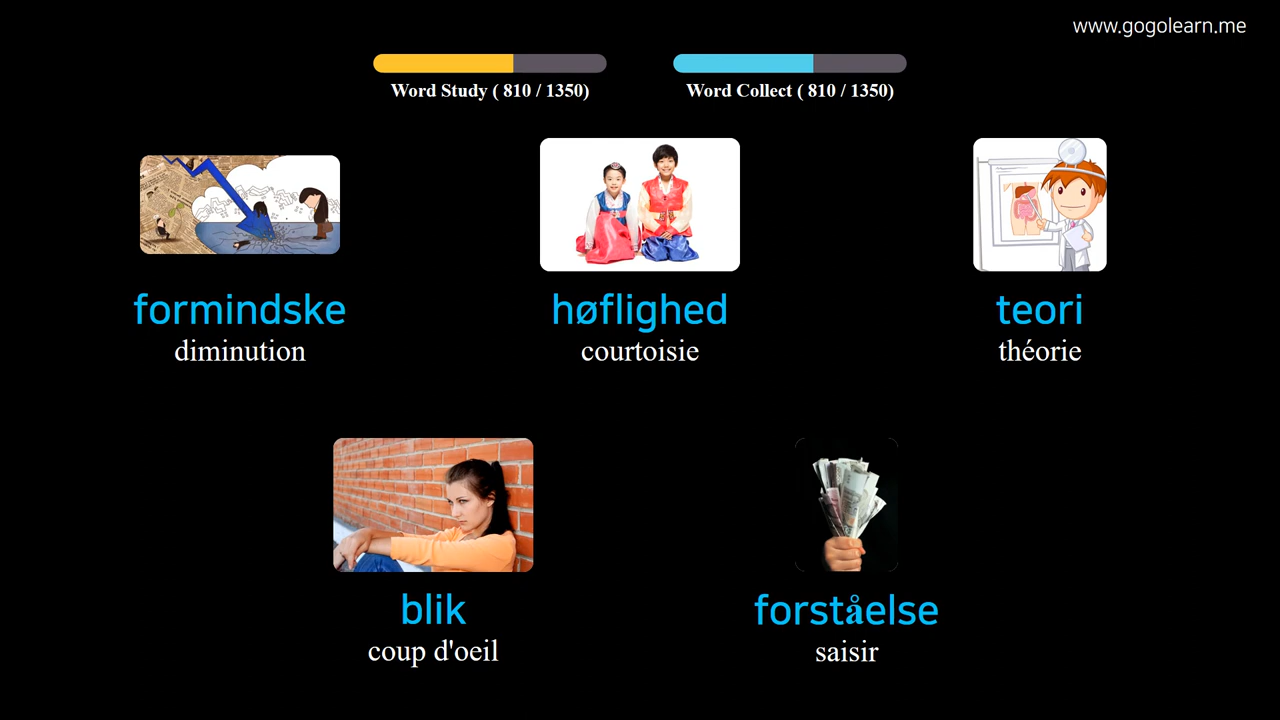 www.gogolearn.me
Word Study ( 810 / 1350)
Word Collect ( 810 / 1350)
formindske
diminution
høflighed
courtoisie
teori
théorie
blik
coup d'oeil
forståelse
saisir